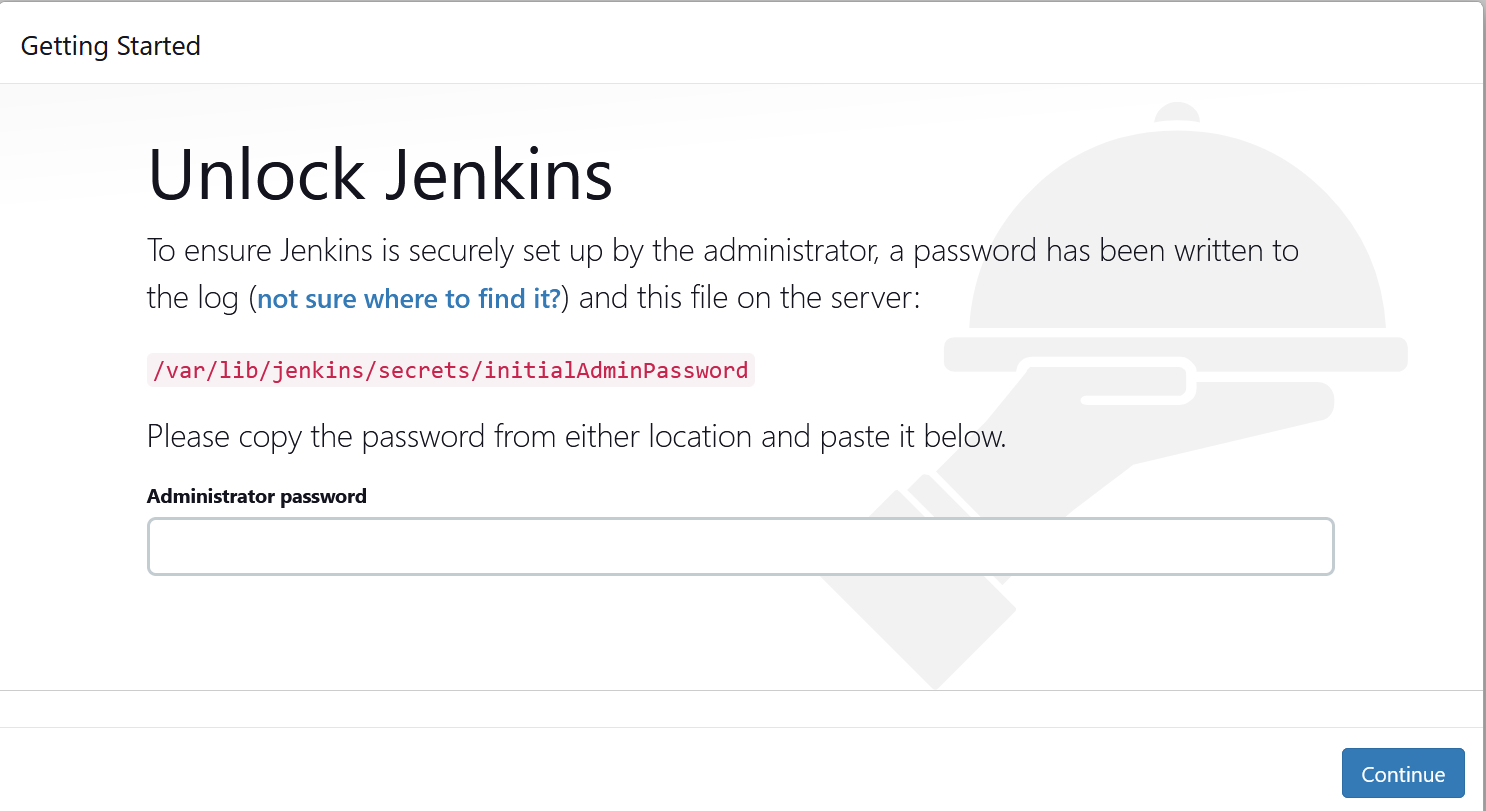 Getting Started
Unlock Jenkins
To ensure Jenkins is securely set up by the administrator, a password has been written to
the log (not sure where to find it?) and this file on the server:
/var/lib/jenkins/secrets/initialAdminPassword
Please copy the password from either location and paste it below.
Administrator password
Continue